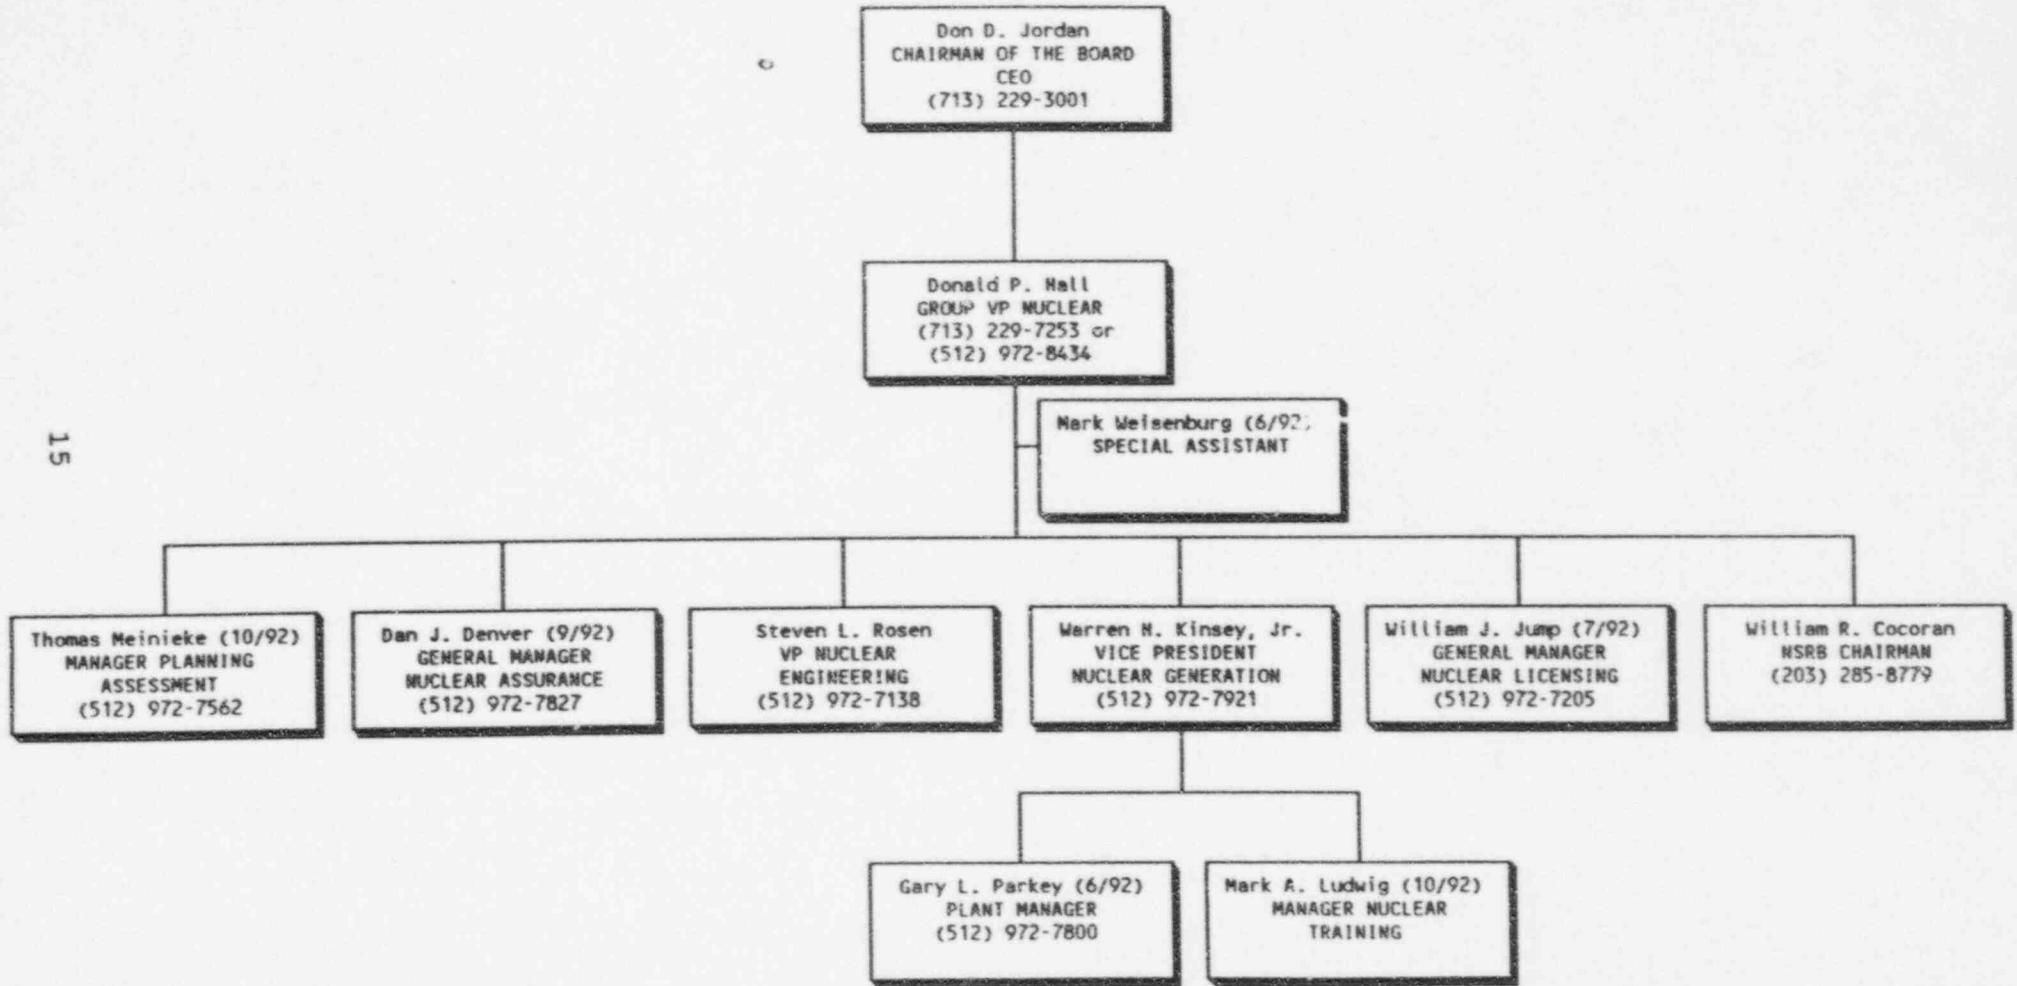 Don D. Jordan
CHAIRMAN OF THE BOARD
CEO
(713) 229-3001
Donald P. Hall
GROUP VP NUCLEAR
(713) 229-7253 or
(512) 972-8434
Mark Weisenburg (6/92)
SPECIAL ASSISTANT
15
Thomas Meinieke (10/92)
MANAGER PLANNING
ASSESSMENT
(512) 972-7562
Dan J. Denver (9/92)
GENERAL MANAGER
NUCLEAR ASSURANCE
(512) 972-7827
Steven L. Rosen
VP NUCLEAR
ENGINEERING
(512) 972-7138
Warren H. Kinsey, Jr.
VICE PRESIDENT
NUCLEAR GENERATION
(512) 972-7921
William J. Jump (7/92)
GENERAL MANAGER
NUCLEAR LICENSING
(512) 972-7205
William R. Cocoran
NSRB CHAIRMAN
(203) 285-8779
Gary L. Parkey (6/92)
PLANT MANAGER
(512) 972-7800
Mark A. Ludwig (10/92)
MANAGER NUCLEAR
TRAINING